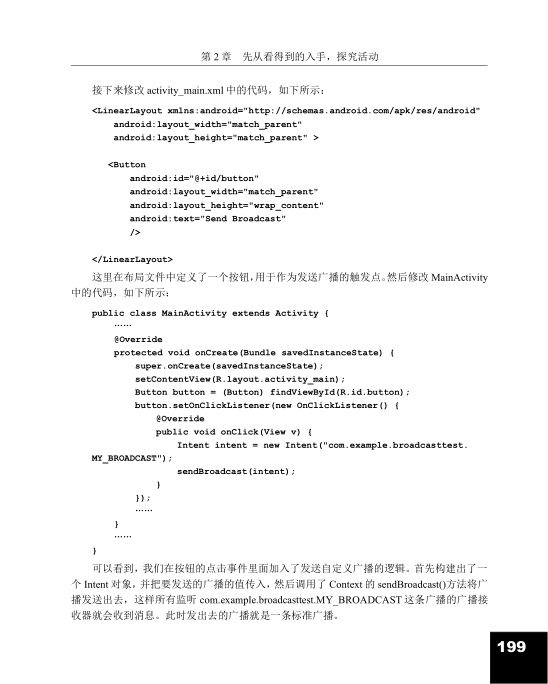 第 2 章 先从看得到的入手，探究活动
接下来修改 activity_main.xml 中的代码，如下所示：
<LinearLayout xmlns:android="http://schemas.android.com/apk/res/android"
android:layout_width="match_parent"
android:layout_height="match_parent" >
<Button
android:id="@+id/button"
android:layout_width="match_parent"
android:layout_height="wrap_content"
android:text="Send Broadcast"
/>
</LinearLayout>
这里在布局文件中定义了一个按钮，用于作为发送广播的触发点。然后修改 MainActivity
中的代码，如下所示：
public class MainActivity extends Activity {
……
@Override
protected void onCreate(Bundle savedInstanceState) {
super.onCreate(savedInstanceState);
setContentView(R.layout.activity_main);
Button button = (Button) findViewById(R.id.button);
button.setOnClickListener(new OnClickListener() {
@Override
public void onClick(View v) {
Intent intent = new Intent("com.example.broadcasttest.
MY_BROADCAST");
sendBroadcast(intent);
}
});
……
}
……
}
可以看到，我们在按钮的点击事件里面加入了发送自定义广播的逻辑。首先构建出了一
个 Intent 对象，并把要发送的广播的值传入，然后调用了 Context 的 sendBroadcast()方法将广
播发送出去，这样所有监听 com.example.broadcasttest.MY_BROADCAST 这条广播的广播接
收器就会收到消息。此时发出去的广播就是一条标准广播。
199